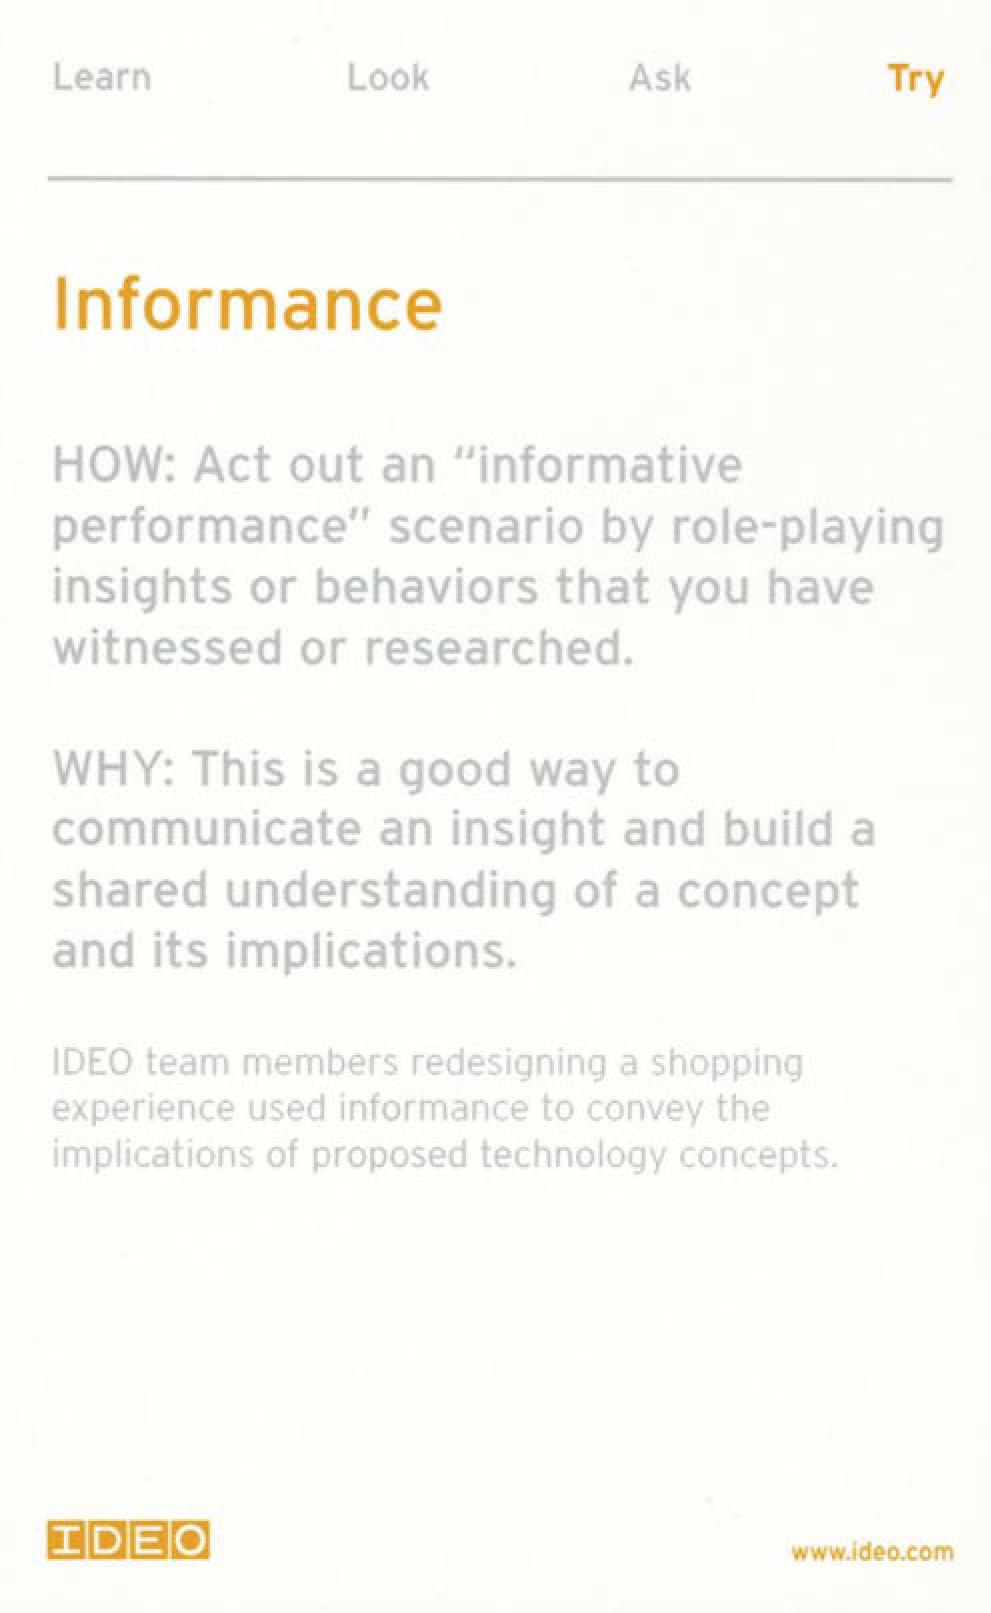 Learn Look Ask Try
Informance
HOW: Act out an “informative
performance” scenario by role-playing
insights or behaviors that you have
witnessed or researched.
WHY: This is a good way to
communicate an insight and build a
shared understanding of a concept
and its implications.
IDEO team members redesigning a shopping
experience used informance to convey the
implications of proposed technology concepts.
IDEO
www.ideo.com